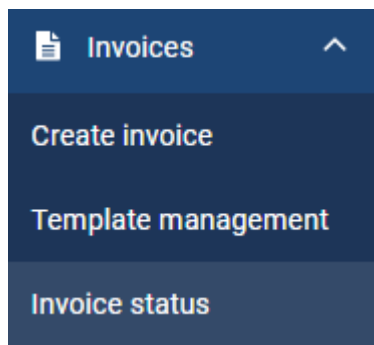 Invoices
Create invoice
Template management
Invoice status